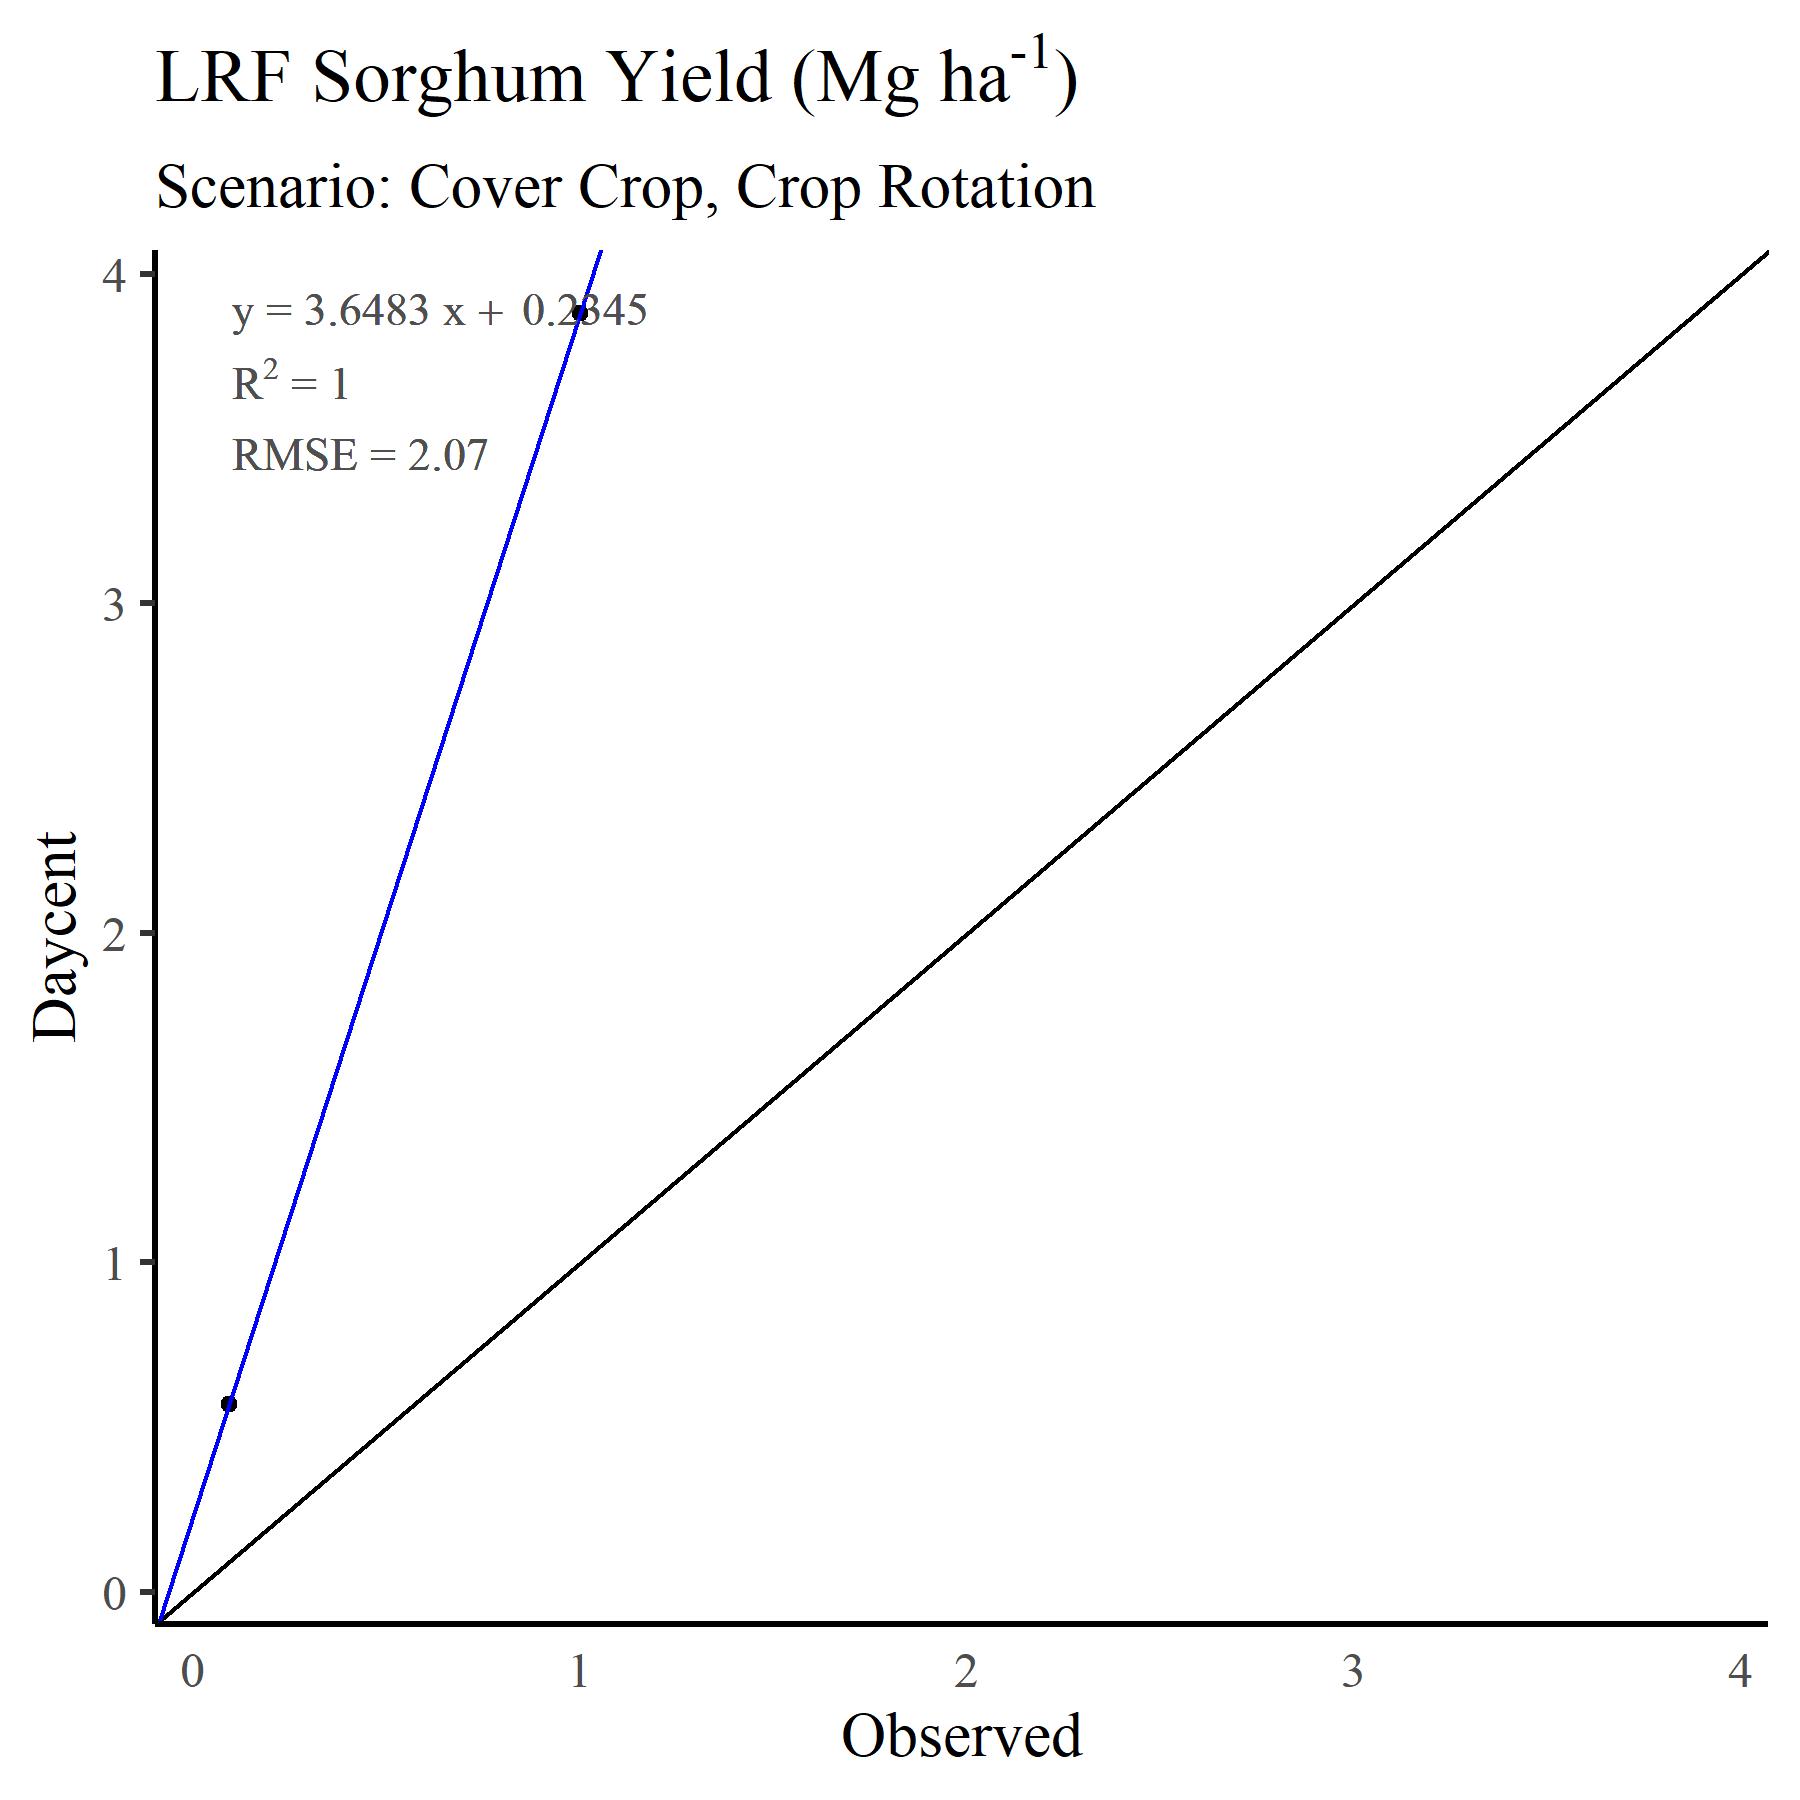 LRF Sorghum Yield (Mg ha⁻¹)
Scenario: Cover Crop, Crop Rotation
y = 3.6483 x + 0.2345
R² = 1
RMSE = 2.07
4
3
2
1
0
Daycent
0 1 2 3 4
Observed